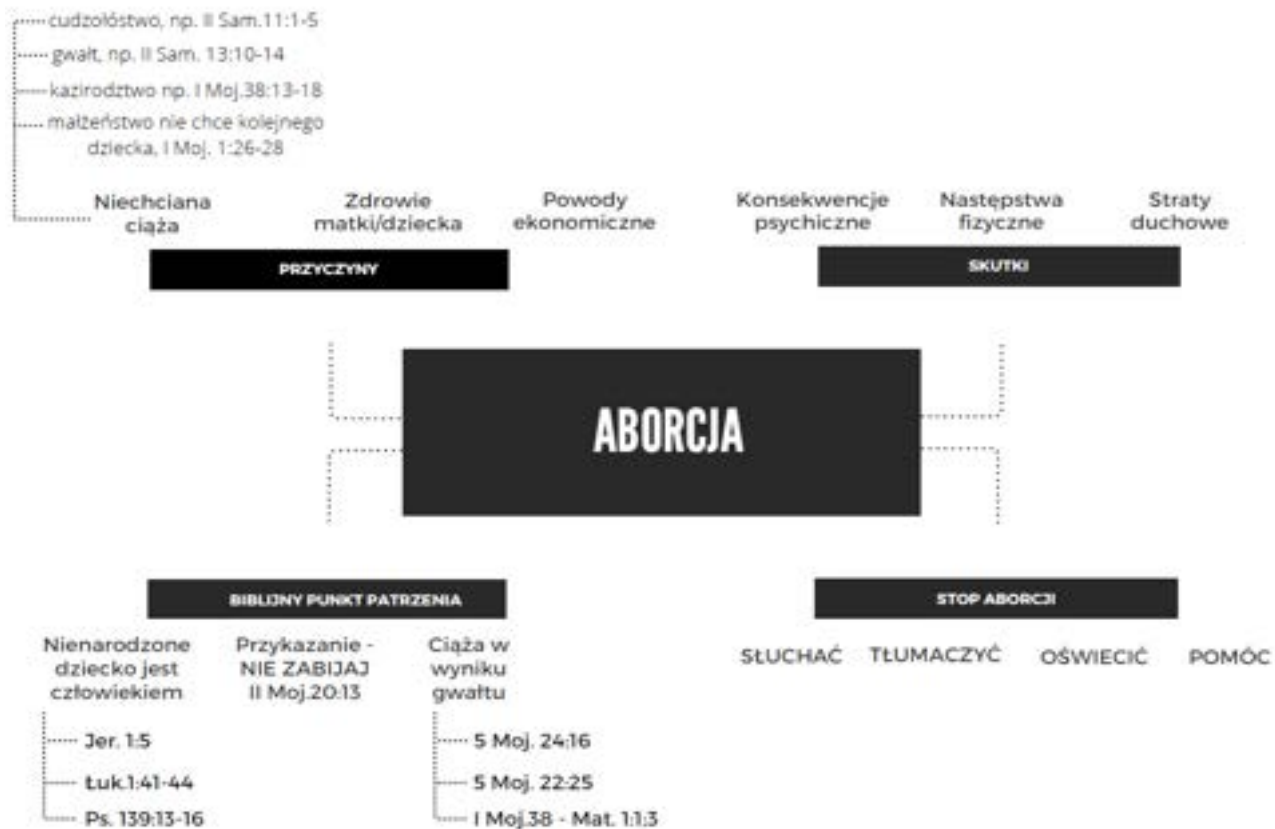 cudzołóstwo, np. II Sam.11:1-5
gwałt, np. II Sam. 13:10-14
kazirodztwo np. I Moj.38:13-18
małżeństwo nie chce kolejnego
dziecka, I Moj. 1:26-28
Niechciana
ciąża
Zdrowie
matki/dziecka
Powody
ekonomiczne
PRZYCZYNY
Konsekwencje
psychiczne
Następstwa
fizyczne
Straty
duchowe
SKUTKI
ABORCJA
BIBLIJNY PUNKT PATRZENIA
Nienarodzone
dziecko jest
człowiekiem
Jer. 1:5
Łuk.1:41-44
Ps. 139:13-16
Przykazanie -
NIE ZABIJAJ
II Moj.20:13
Ciąża w
wyniku
gwałtu
5 Moj. 24:16
5 Moj. 22:25
I Moj.38 - Mat. 1:1;3
STOP ABORCJI
SŁUCHAĆ
TŁUMACZYĆ
OŚWIECIĆ
POMÓC